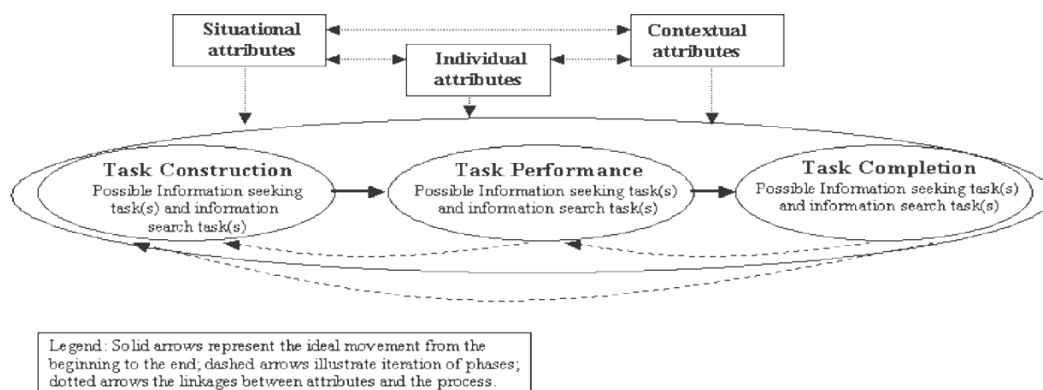 Situational
attributes
Contextual
attributes
Individual
attributes
Task Construction
Possible Information seeking
task(s) and information
search task(s)
Task Performance
Possible Information seeking task(s)
and information search task(s)
Task Completion
Possible Information seeking task(s)
and information search task(s)
Legend: Solid arrows represent the ideal movement from the
beginning to the end; dashed arrows illustrate iteration of phases;
dotted arrows the linkages between attributes and the process.